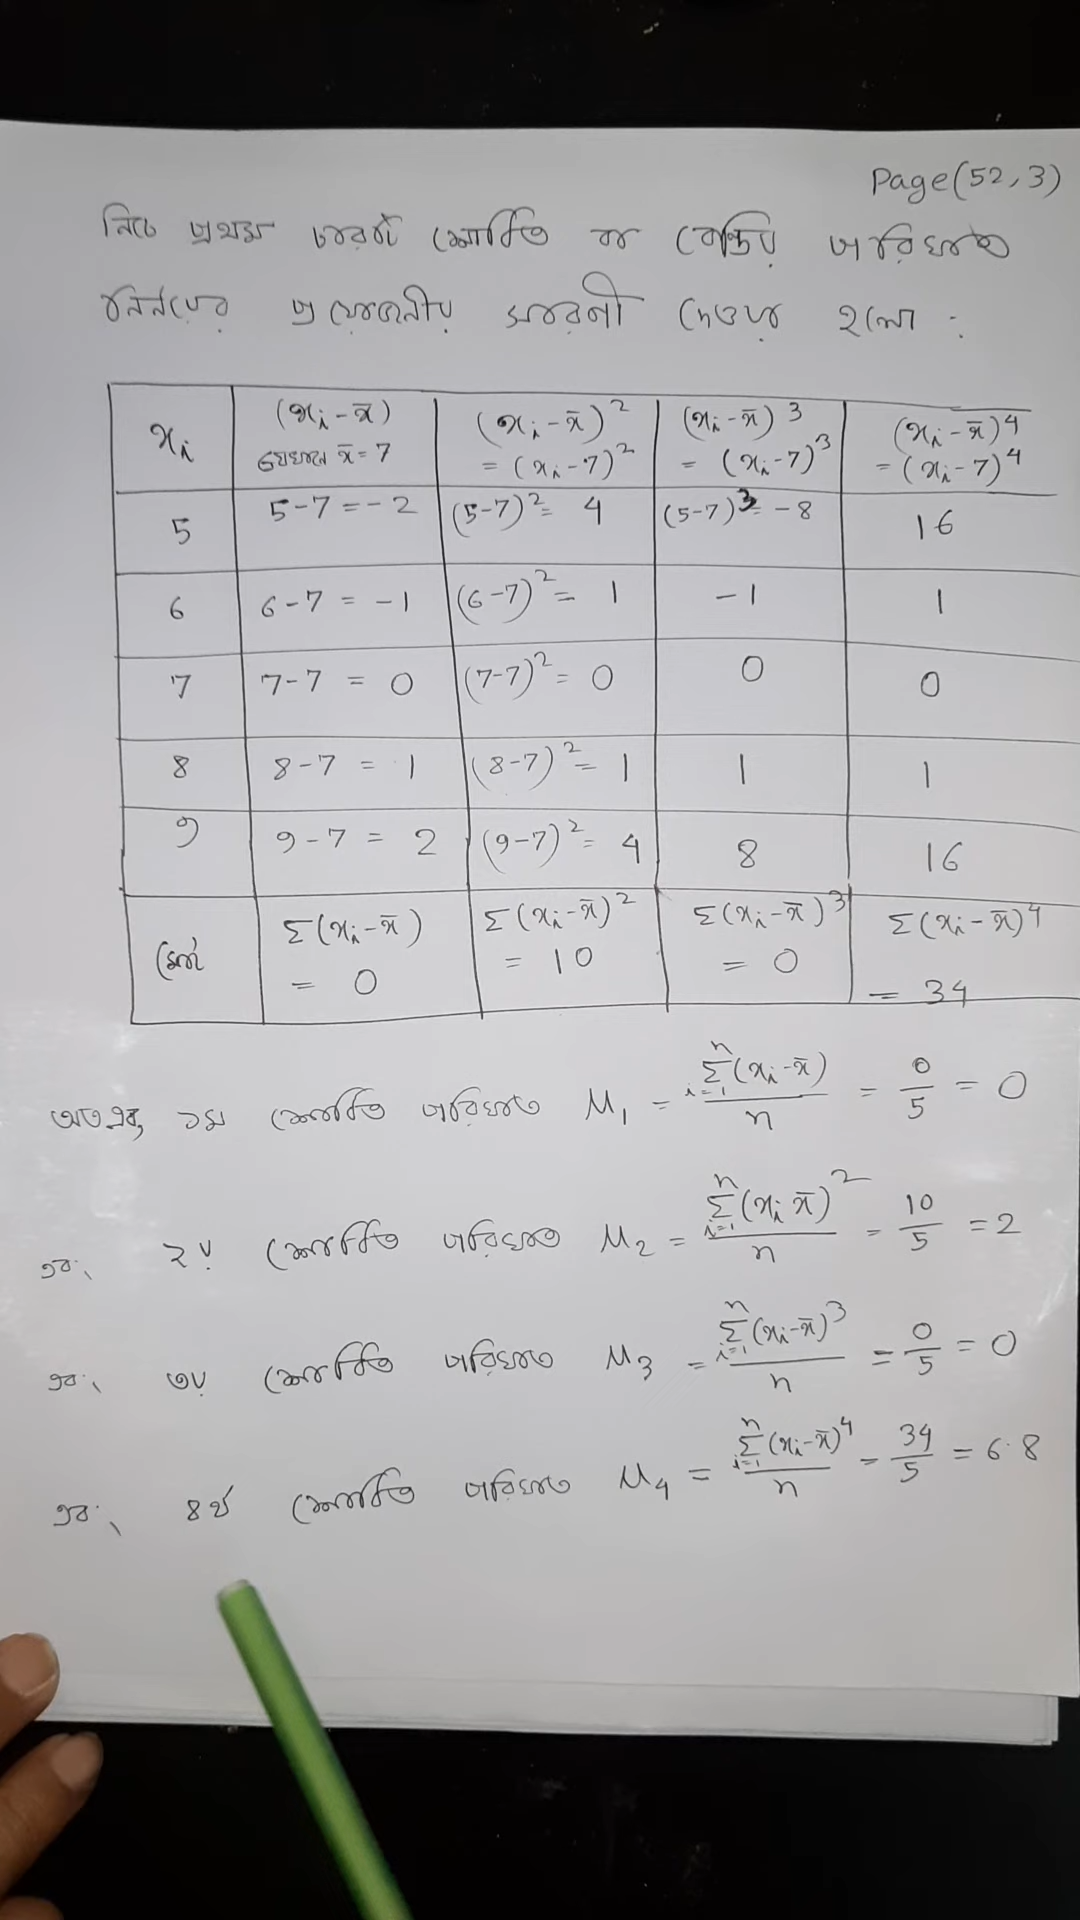 Page(52,3)
নিচে প্রথম চারটি শোধিত বা কেন্দ্রিয় পরিঘাত
নির্ননয়ের প্রয়োজনীয় সারনী দেওয়া হলো :
xᵢ (xᵢ-x̄) যেখানে x̄=7 (xᵢ-x̄)² = (xᵢ-7)² (xᵢ-x̄)³ = (xᵢ-7)³ (xᵢ-x̄)⁴ = (xᵢ-7)⁴
5 5-7=-2 (5-7)²= 4 (5-7)³= -8 16
6 6-7 = -1 (6-7)²= 1 -1 1
7 7-7 = 0 (7-7)²= 0 0 0
8 8-7 = 1 (8-7)²= 1 1 1
9 9-7 = 2 (9-7)²= 4 8 16
মোট Σ(xᵢ-x̄) = 0 Σ(xᵢ-x̄)² = 10 Σ(xᵢ-x̄)³ = 0 Σ(xᵢ-x̄)⁴ = 34
অতএব, ১ম শোধিত পরিঘাত μ₁ = Σⁿᵢ₌₁(xᵢ-x̄)/n = 0/5 = 0
এবং ২য় শোধিত পরিঘাত μ₂ = Σⁿᵢ₌₁(xᵢ x̄)²/n = 10/5 = 2
এবং ৩য় শোধিত পরিঘাত μ₃ = Σⁿᵢ₌₁(xᵢ-x̄)³/n = 0/5 = 0
এবং ৪র্থ শোধিত পরিঘাত μ₄ = Σⁿᵢ₌₁(xᵢ-x̄)⁴/n = 34/5 = 6.8